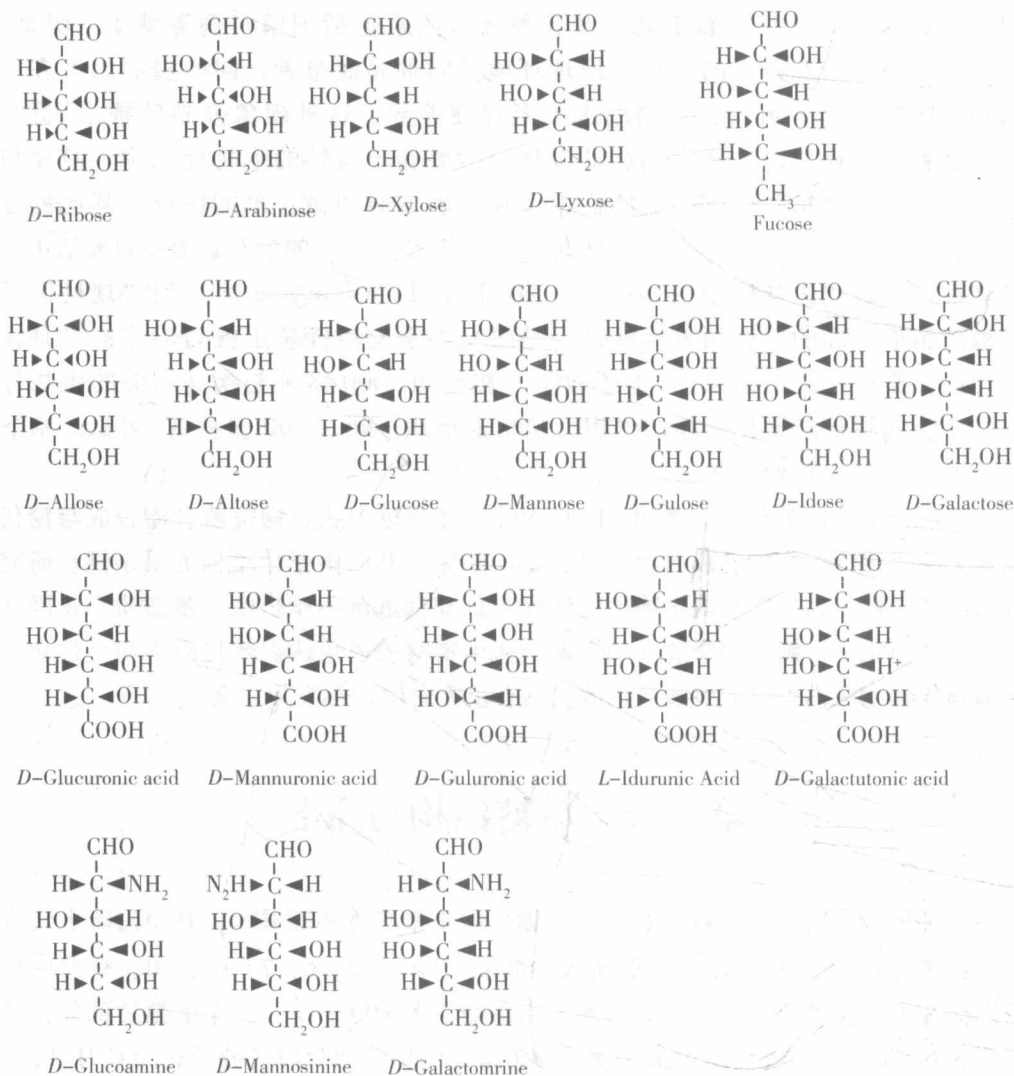 CHO CHO CHO CHO CHO
H C OH HO C H H C OH HO C H H C OH
H C OH H C OH HO C H HO C H HO C H
H C OH H C OH H C OH H C OH H C OH
CH₂OH CH₂OH CH₂OH CH₂OH H C OH
CH₃
D-Ribose D-Arabinose D-Xylose D-Lyxose Fucose
CHO CHO CHO CHO CHO CHO CHO
H C OH HO C H H C OH HO C H H C OH HO C H H C OH
H C OH H C OH HO C H HO C H H C OH H C OH HO C H
H C OH H C OH H C OH H C OH H C OH H C H HO C H
H C OH H C OH H C OH H C OH HO C H H C OH H C OH
CH₂OH CH₂OH CH₂OH CH₂OH CH₂OH CH₂OH CH₂OH
D-Allose D-Altose D-Glucose D-Mannose D-Gulose D-Idose D-Galactose
CHO CHO CHO CHO CHO
H C OH HO C H H C OH HO C H H C OH
HO C H HO C H H C OH H C OH HO C H
H C OH H C OH H C OH HO C H HO C H⁺
H C OH H C OH HO C H H C OH H C OH
COOH COOH COOH COOH COOH
D-Glucuronic acid D-Mannuronic acid D-Guluronic acid L-Idurunic Acid D-Galactutonic acid
CHO CHO CHO
H C NH₂ N₂H C H H C NH₂
HO C H HO C H HO C H
H C OH H C OH HO C H
H C OH H C OH H C OH
CH₂OH CH₂OH CH₂OH
D-Glucoamine D-Mannosinine D-Galactomrine